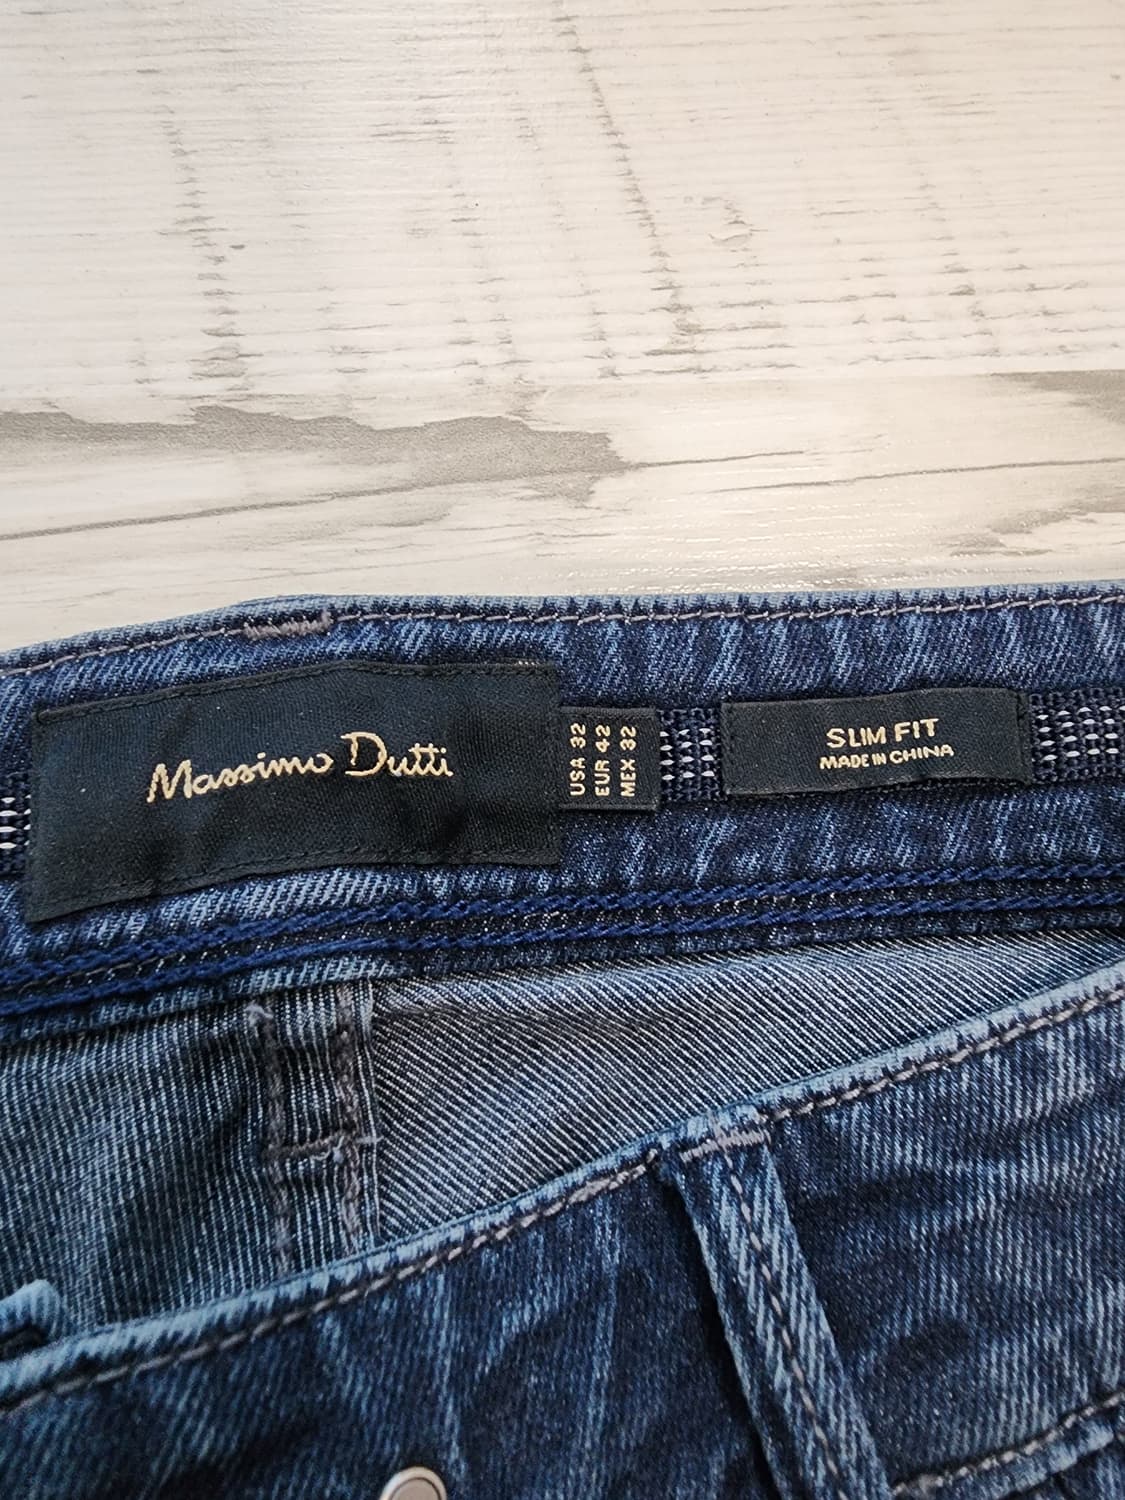 Massimo Dutti
USA 32
EUR 42
MEX 32
SLIM FIT
MADE IN CHINA